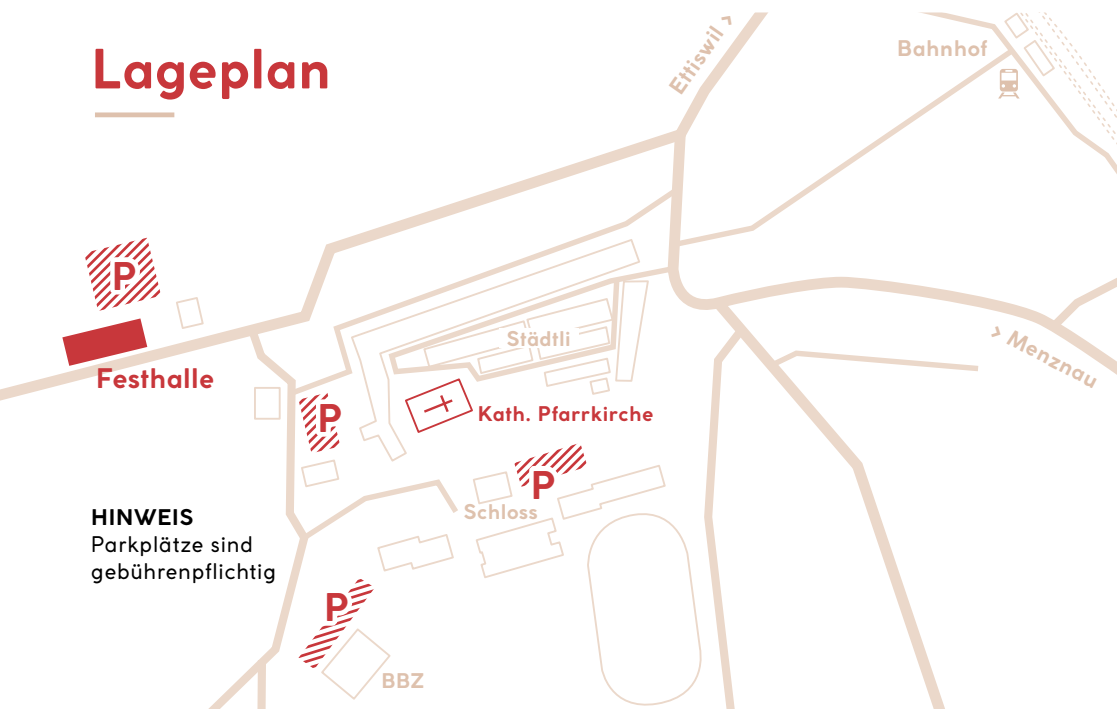 Lageplan
Ettiswil >
Bahnhof
P
Festhalle
Städtli
> Menznau
P
Kath. Pfarrkirche
P
Schloss
HINWEIS
Parkplätze sind
gebührenpflichtig
P
BBZ